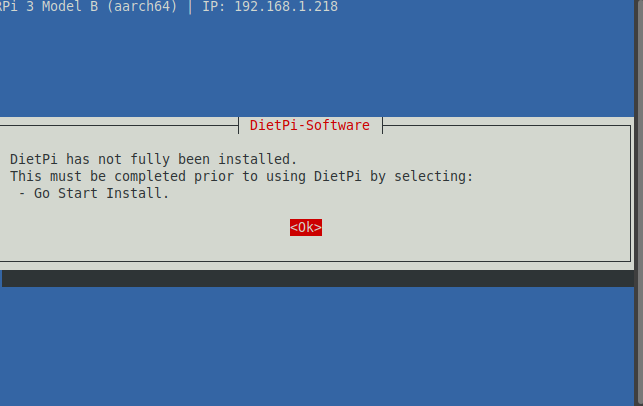 RPi 3 Model B (aarch64) | IP: 192.168.1.218
DietPi-Software
DietPi has not fully been installed.
This must be completed prior to using DietPi by selecting:
- Go Start Install.
<Ok>